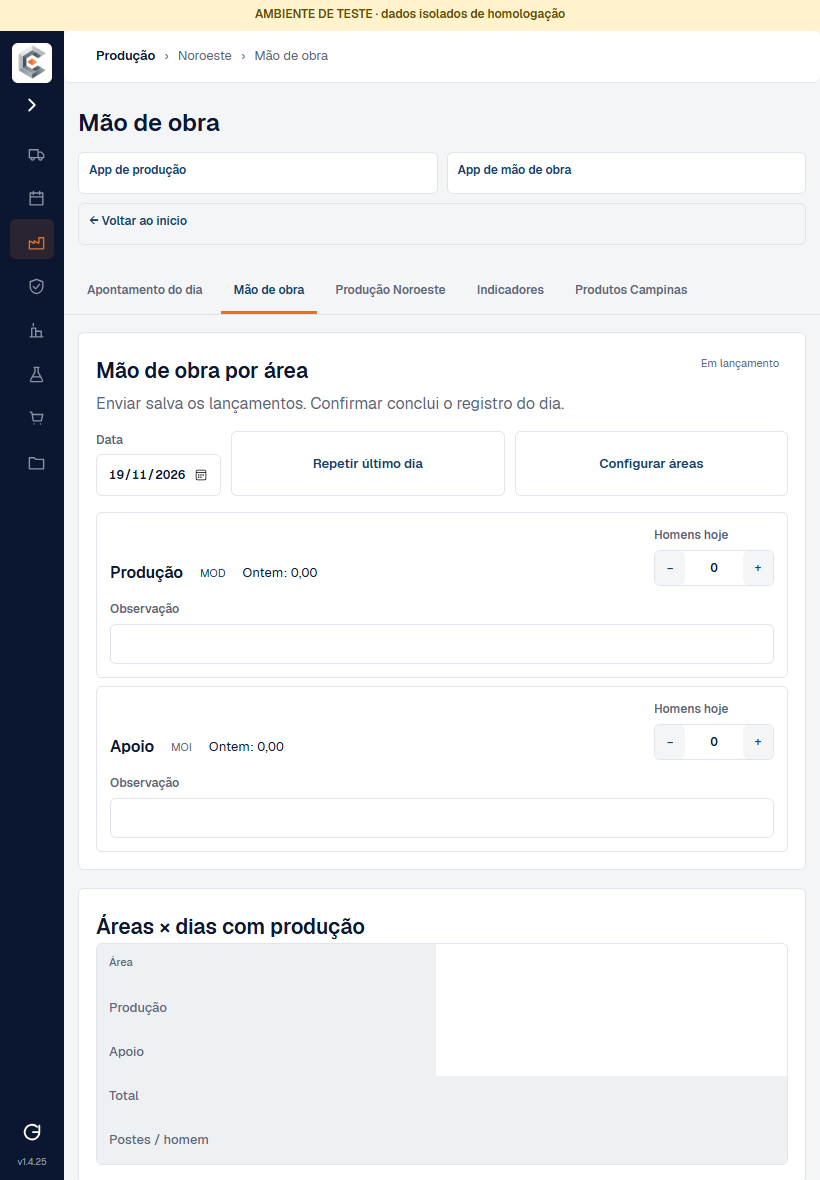 AMBIENTE DE TESTE · dados isolados de homologação
Produção › Noroeste › Mão de obra
Mão de obra
App de produção
App de mão de obra
← Voltar ao início
Apontamento do dia
Mão de obra
Produção Noroeste
Indicadores
Produtos Campinas
Mão de obra por área
Em lançamento
Enviar salva os lançamentos. Confirmar conclui o registro do dia.
Data
19/11/2026
Repetir último dia
Configurar áreas
Homens hoje
Produção MOD Ontem: 0,00
− 0 +
Observação
Homens hoje
Apoio MOI Ontem: 0,00
− 0 +
Observação
Áreas × dias com produção
Área
Produção
Apoio
Total
Postes / homem
v1.4.25